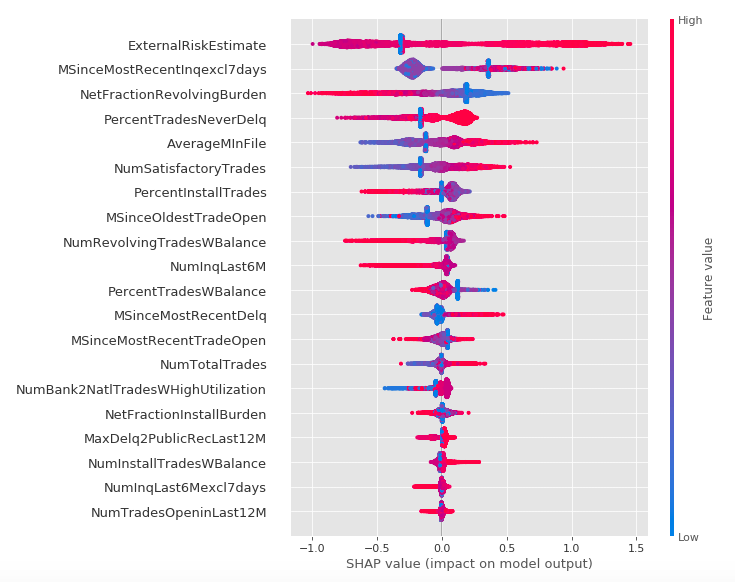 High
ExternalRiskEstimate
MSinceMostRecentInqexcl7days
NetFractionRevolvingBurden
PercentTradesNeverDelq
AverageMInFile
NumSatisfactoryTrades
PercentInstallTrades
MSinceOldestTradeOpen
NumRevolvingTradesWBalance
NumInqLast6M
PercentTradesWBalance
MSinceMostRecentDelq
MSinceMostRecentTradeOpen
NumTotalTrades
NumBank2NatlTradesWHighUtilization
NetFractionInstallBurden
MaxDelq2PublicRecLast12M
NumInstallTradesWBalance
NumInqLast6Mexcl7days
NumTradesOpeninLast12M
Feature value
Low
−1.0 −0.5 0.0 0.5 1.0 1.5
SHAP value (impact on model output)